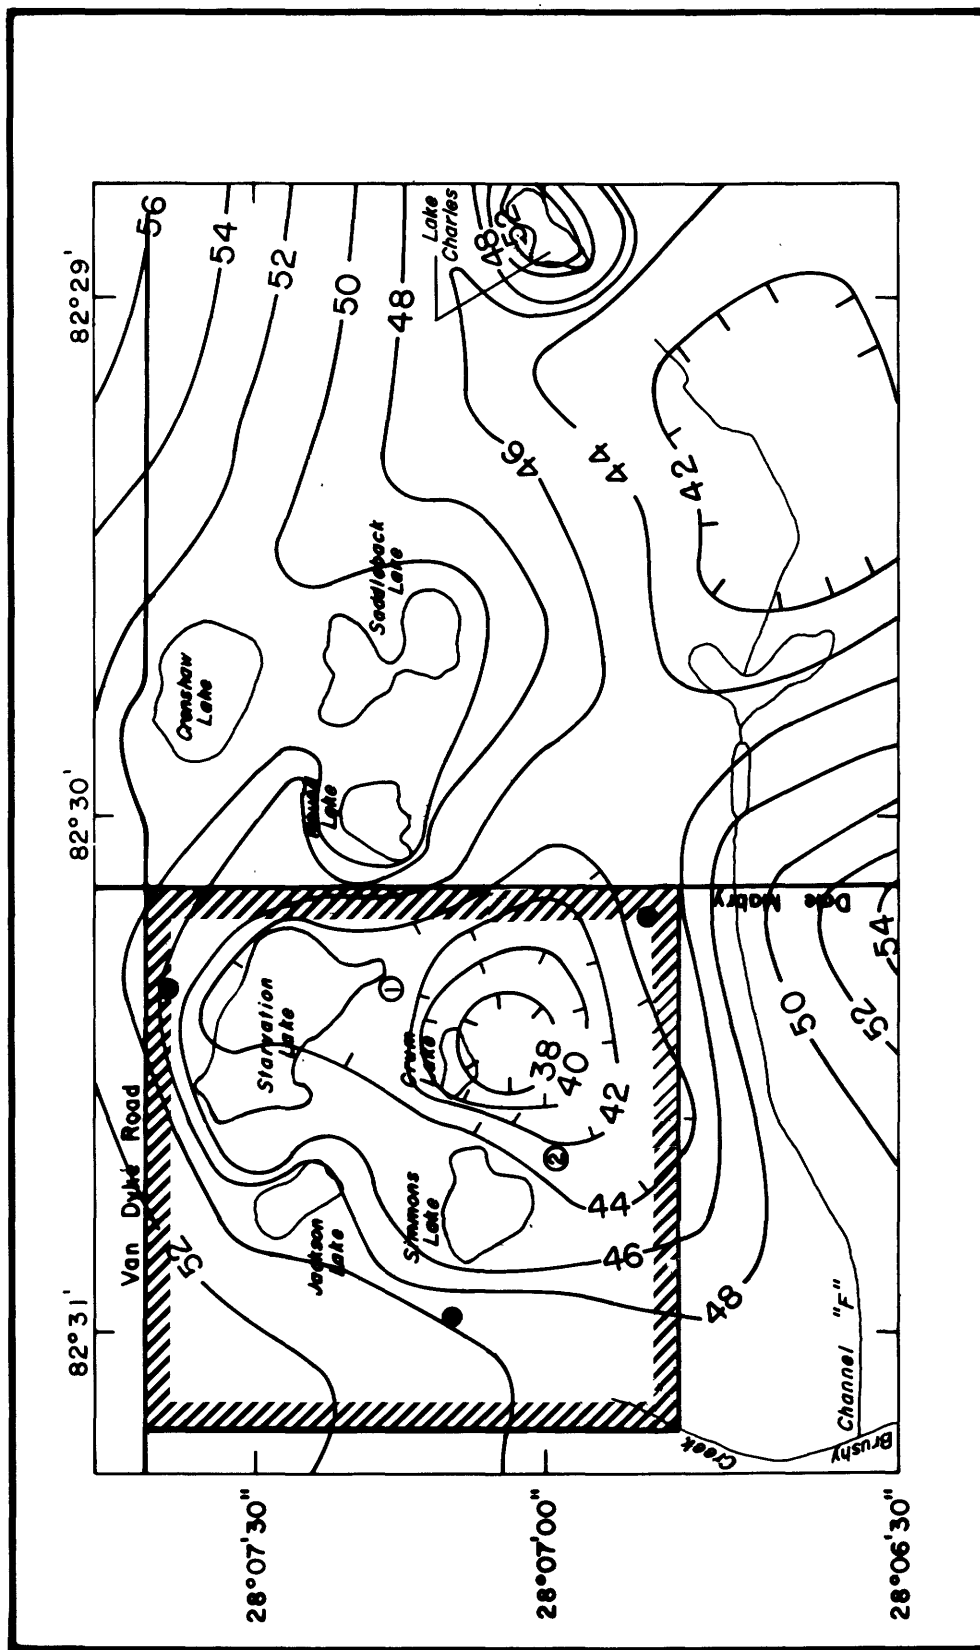 82°31'
82°30'
82°29'
Van Dyke Road
28°07'30"
28°07'00"
28°06'30"
56
54
52
50
48
46
44
42
Lake
Charles
48
52
Crenshaw
Lake
Saddleback
Lake
Lake
Starvation
Lake
1
Lake
38
40
42
2
Simmons
Lake
Jackson
Lake
52
44
46
48
50
52
54
Dale Mabry
Channel "F"
Brushy
Creek